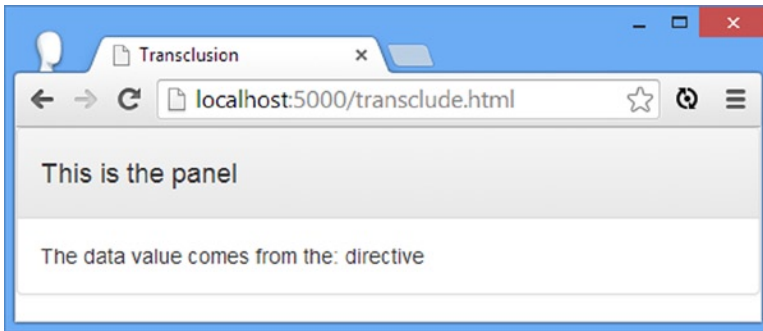 Transclusion
localhost:5000/transclude.html
This is the panel
The data value comes from the: directive